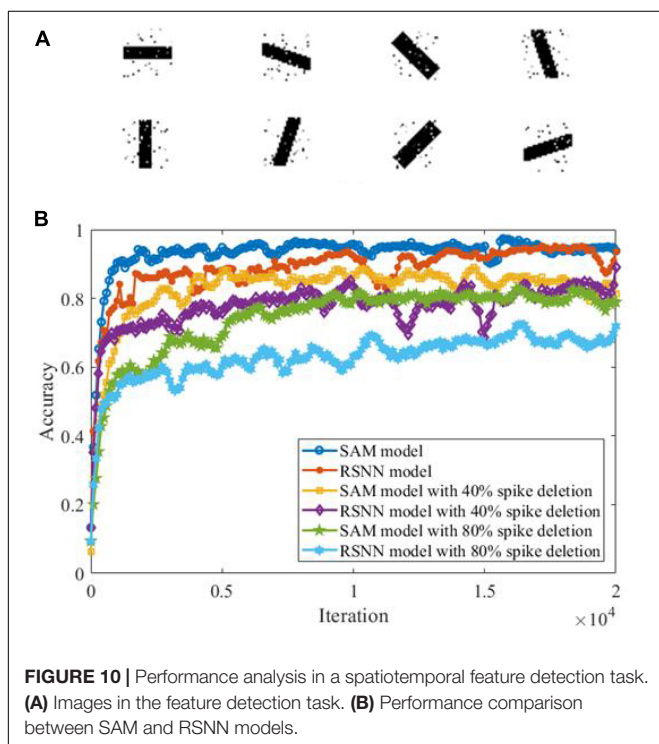 A
B
1
0.8
0.6
0.4
0.2
0
Accuracy
SAM model
RSNN model
SAM model with 40% spike deletion
RSNN model with 40% spike deletion
SAM model with 80% spike deletion
RSNN model with 80% spike deletion
0 0.5 1 1.5 2
Iteration ×10⁴
FIGURE 10 | Performance analysis in a spatiotemporal feature detection task.
(A) Images in the feature detection task. (B) Performance comparison
between SAM and RSNN models.